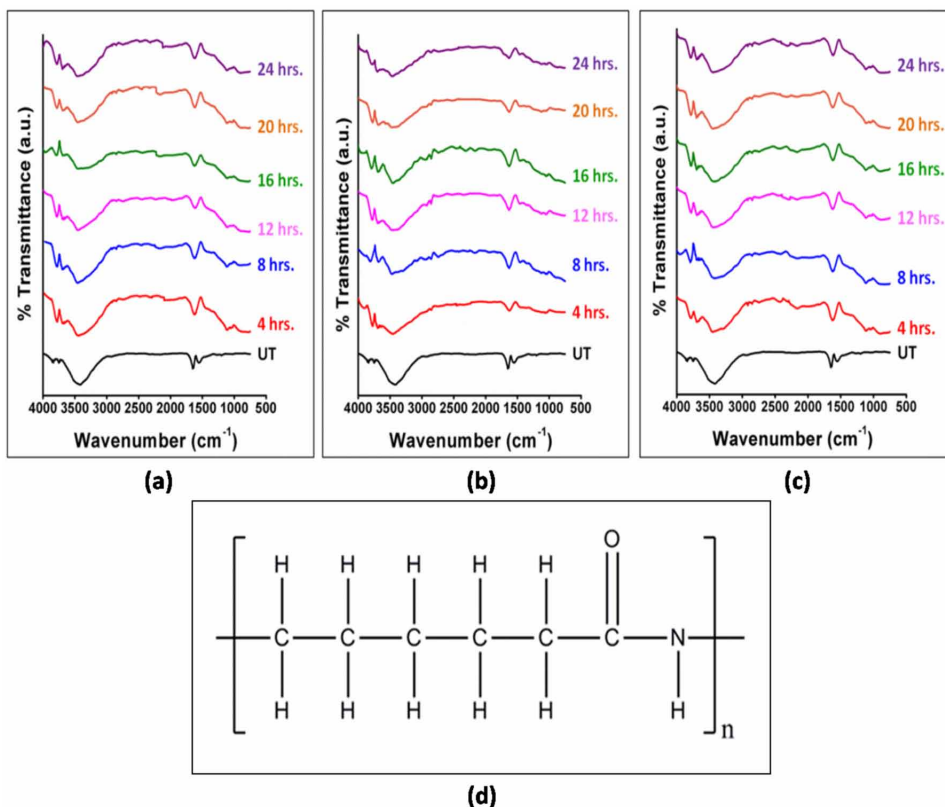 % Transmittance (a.u.)
24 hrs.
20 hrs.
16 hrs.
12 hrs.
8 hrs.
4 hrs.
UT
4000 3500 3000 2500 2000 1500 1000 500
Wavenumber (cm⁻¹)
(a)
% Transmittance (a.u.)
24 hrs.
20 hrs.
16 hrs.
12 hrs.
8 hrs.
4 hrs.
UT
4000 3500 3000 2500 2000 1500 1000 500
Wavenumber (cm⁻¹)
(b)
% Transmittance (a.u.)
24 hrs.
20 hrs.
16 hrs.
12 hrs.
8 hrs.
4 hrs.
UT
4000 3500 3000 2500 2000 1500 1000 500
Wavenumber (cm⁻¹)
(c)
O
H H H H H
C C C C C C N
H H H H H H
n
(d)